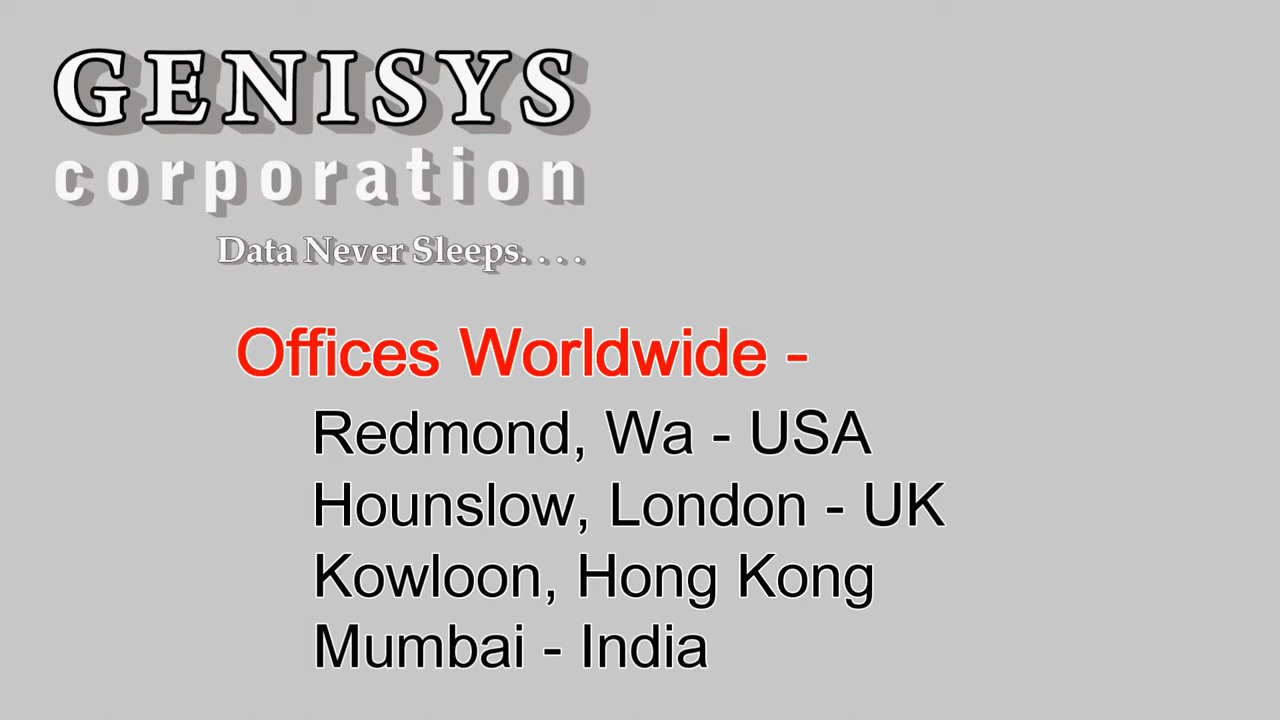 GENISYS
corporation
Data Never Sleeps. . . .
Offices Worldwide -
Redmond, Wa - USA
Hounslow, London - UK
Kowloon, Hong Kong
Mumbai - India